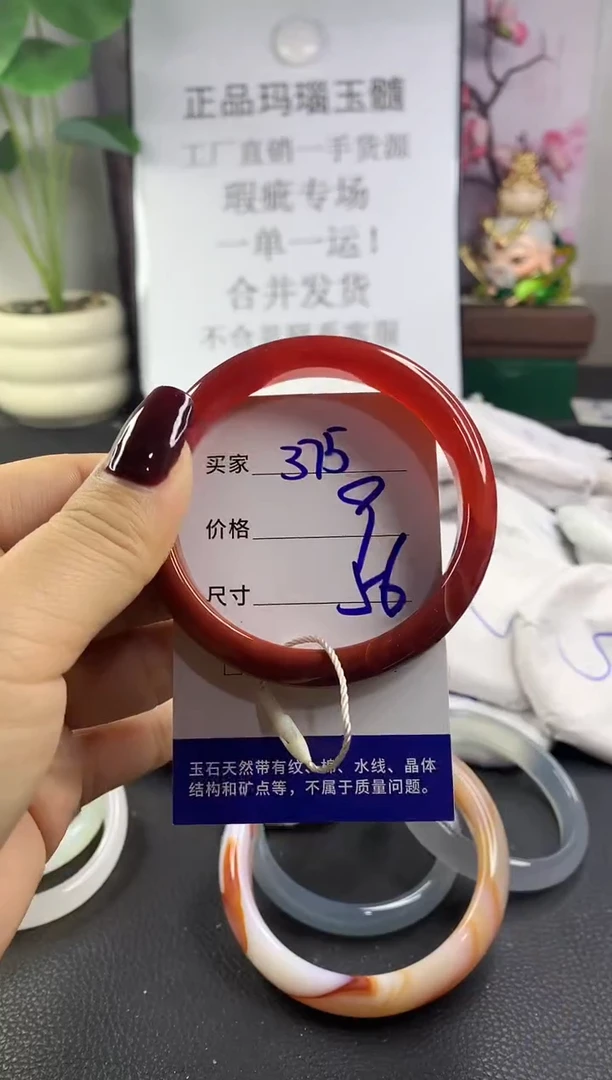 正品玛瑙玉髓
工厂直销一手货源
瑕疵专场
一单一运！
合并发货
买家 375
价格 9
尺寸 56
玉石天然带有纹、棉、水线、晶体
结构和矿点等，不属于质量问题。